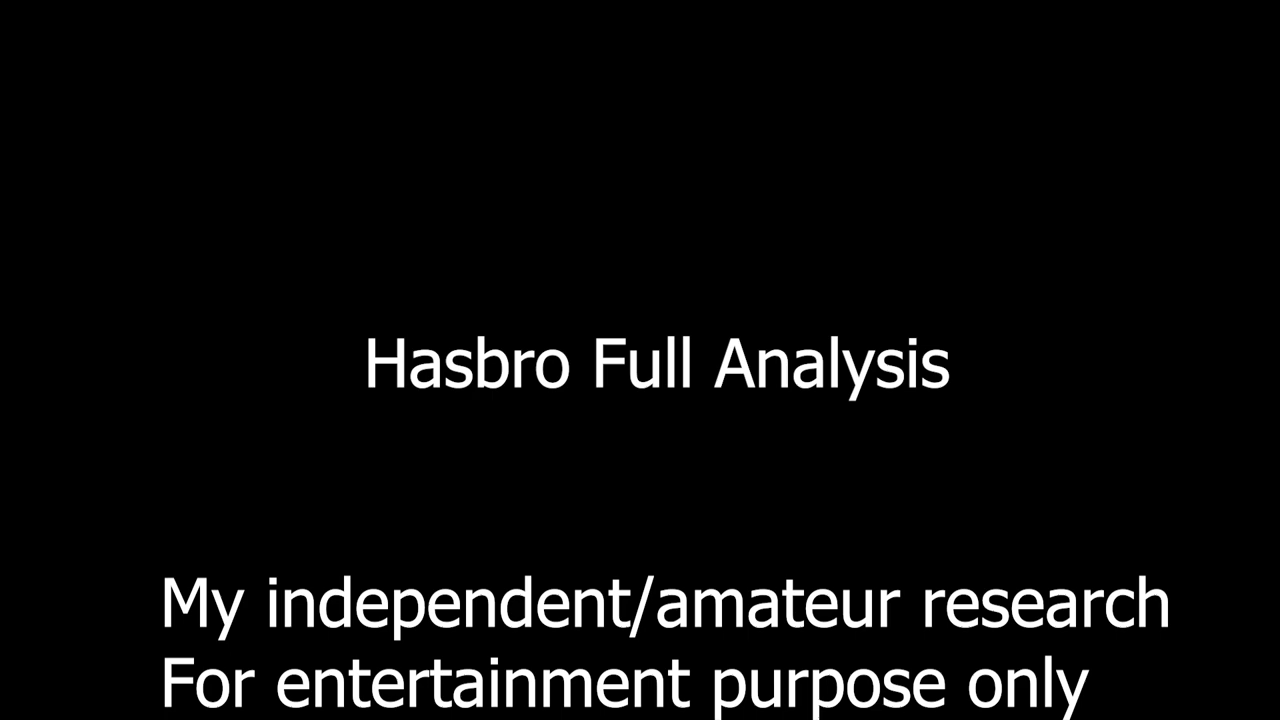 Hasbro Full Analysis
My independent/amateur research
For entertainment purpose only